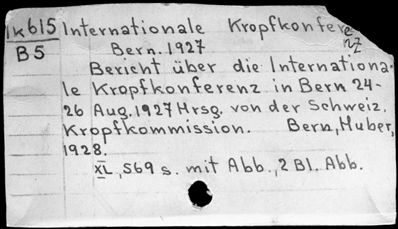 Ik615 Internationale Kropfkonferenz
B5 Bern. 1927
Bericht über die Internationa-
le Kropfkonferenz in Bern 24-
26 Aug. 1927 Hrsg. von der Schweiz.
Kropfkommission. Bern, Huber,
1928.
XL, 569 s. mit Abb., 2 Bl. Abb.